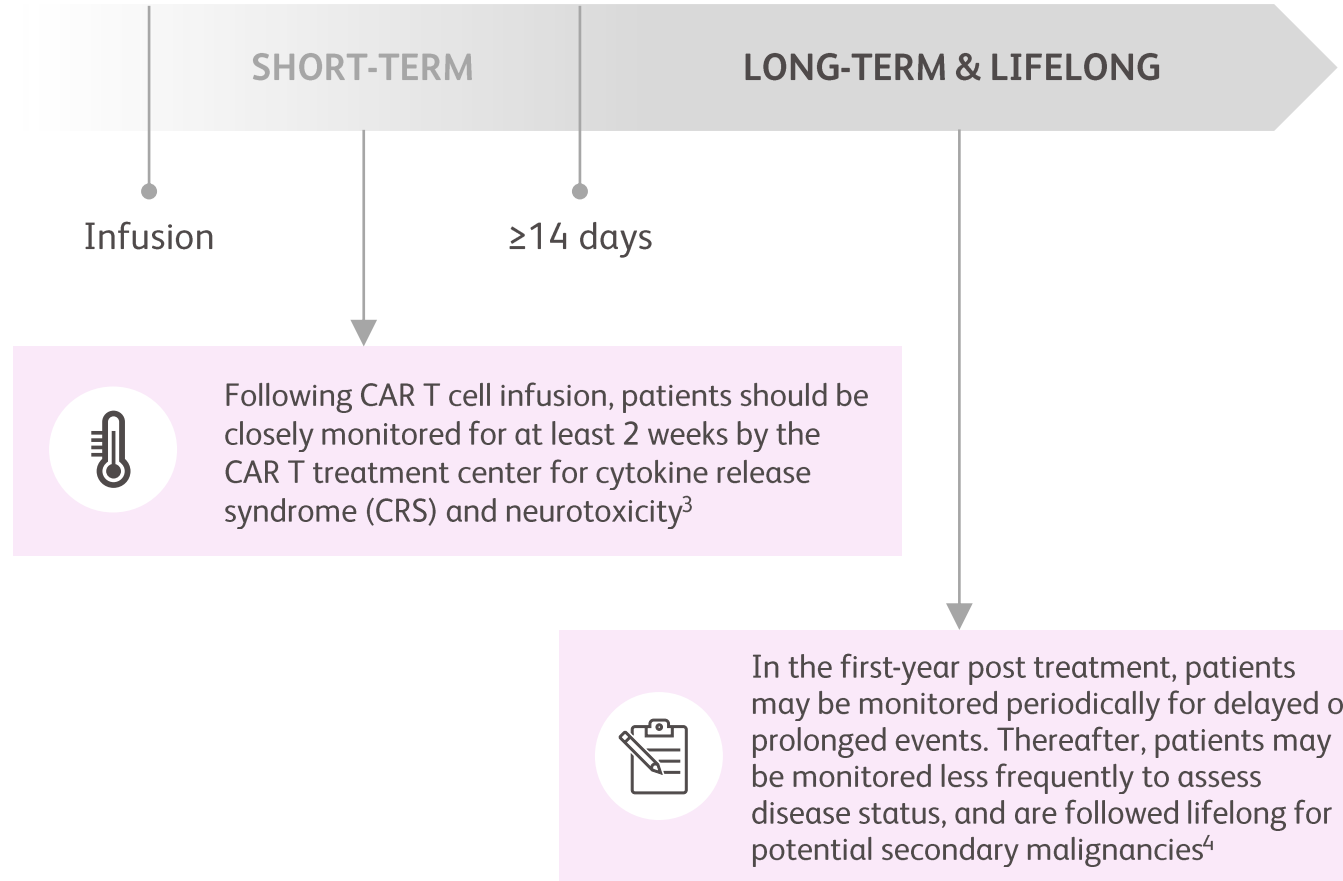 SHORT-TERM
LONG-TERM & LIFELONG
Infusion
≥14 days
Following CAR T cell infusion, patients should be
closely monitored for at least 2 weeks by the
CAR T treatment center for cytokine release
syndrome (CRS) and neurotoxicity³
In the first-year post treatment, patients
may be monitored periodically for delayed
prolonged events. Thereafter, patients may
be monitored less frequently to assess
disease status, and are followed lifelong for
potential secondary malignancies⁴